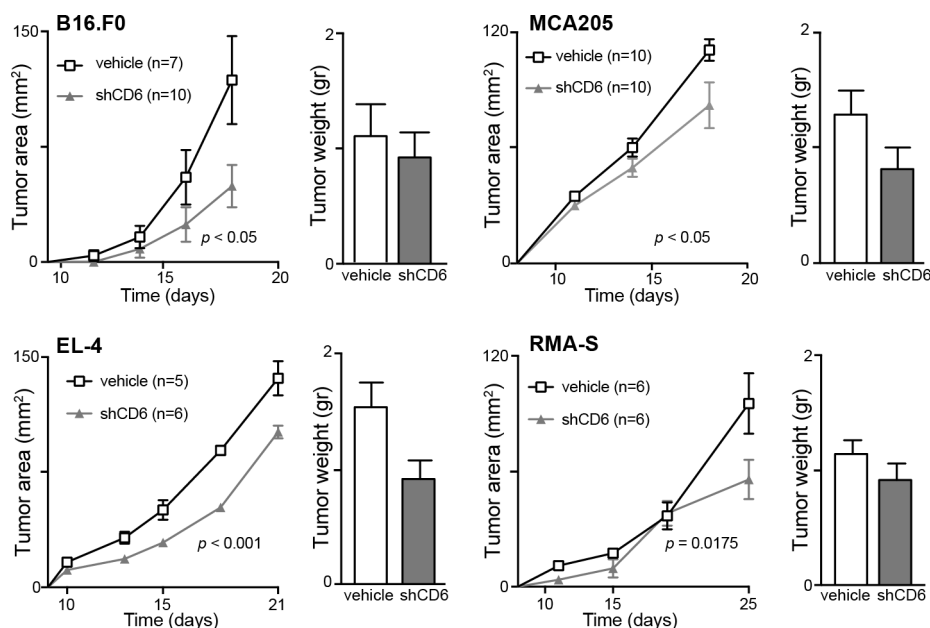 B16.F0
150
Tumor area (mm²)
0
vehicle (n=7)
shCD6 (n=10)
p < 0.05
10
15
20
Time (days)
2
Tumor weight (gr)
1
0
vehicle shCD6
MCA205
120
Tumor area (mm²)
0
vehicle (n=10)
shCD6 (n=10)
p < 0.05
10
15
20
Time (days)
2
Tumor weight (gr)
1
0
vehicle shCD6
EL-4
150
Tumor area (mm²)
0
vehicle (n=5)
shCD6 (n=6)
p < 0.001
10
15
21
Time (days)
2
Tumor weight (gr)
1
0
vehicle shCD6
RMA-S
120
Tumor arera (mm²)
0
vehicle (n=6)
shCD6 (n=6)
p = 0.0175
10
15
25
Time (days)
2
Tumor weight (gr)
1
0
vehicle shCD6